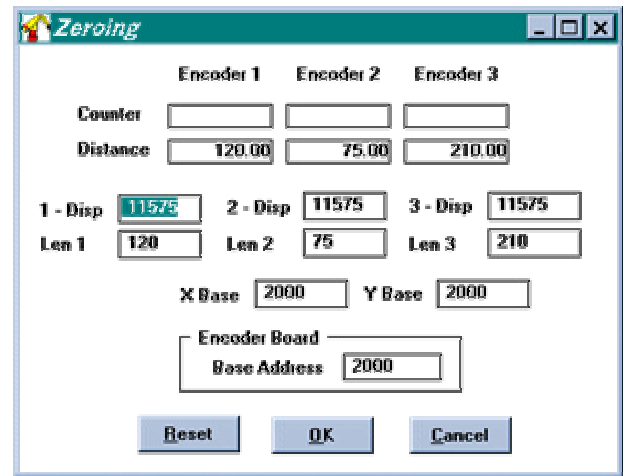 Zeroing
Encoder 1 Encoder 2 Encoder 3
Counter
Distance 120.00 75.00 210.00
1 - Disp 11575 2 - Disp 11575 3 - Disp 11575
Len 1 120 Len 2 75 Len 3 210
X Base 2000 Y Base 2000
Encoder Board
Base Address 2000
Reset OK Cancel